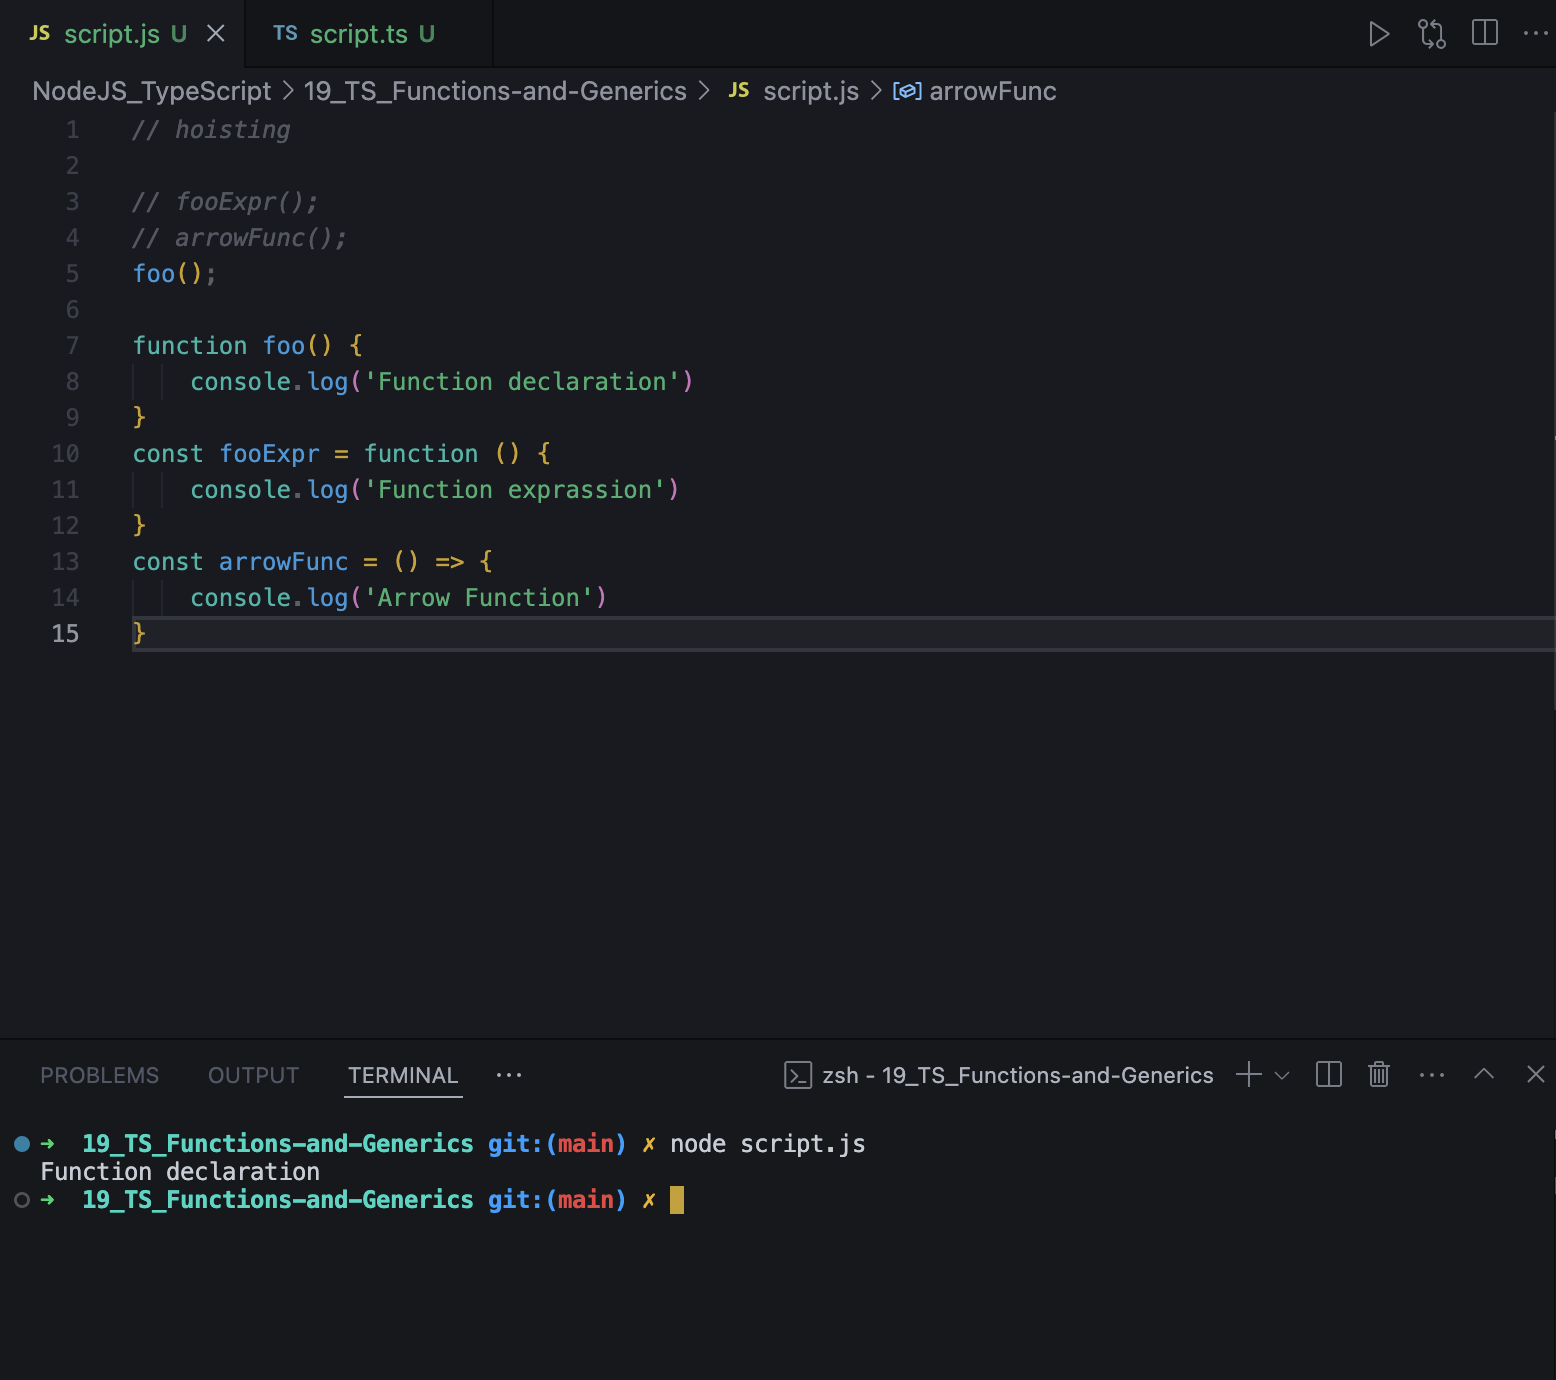 JS script.js U TS script.ts U
NodeJS_TypeScript > 19_TS_Functions-and-Generics > JS script.js > arrowFunc
1 // hoisting
2
3 // fooExpr();
4 // arrowFunc();
5 foo();
6
7 function foo() {
8 console.log('Function declaration')
9 }
10 const fooExpr = function () {
11 console.log('Function exprassion')
12 }
13 const arrowFunc = () => {
14 console.log('Arrow Function')
15 }
PROBLEMS OUTPUT TERMINAL ··· zsh - 19_TS_Functions-and-Generics
➜ 19_TS_Functions-and-Generics git:(main) ✗ node script.js
Function declaration
➜ 19_TS_Functions-and-Generics git:(main) ✗